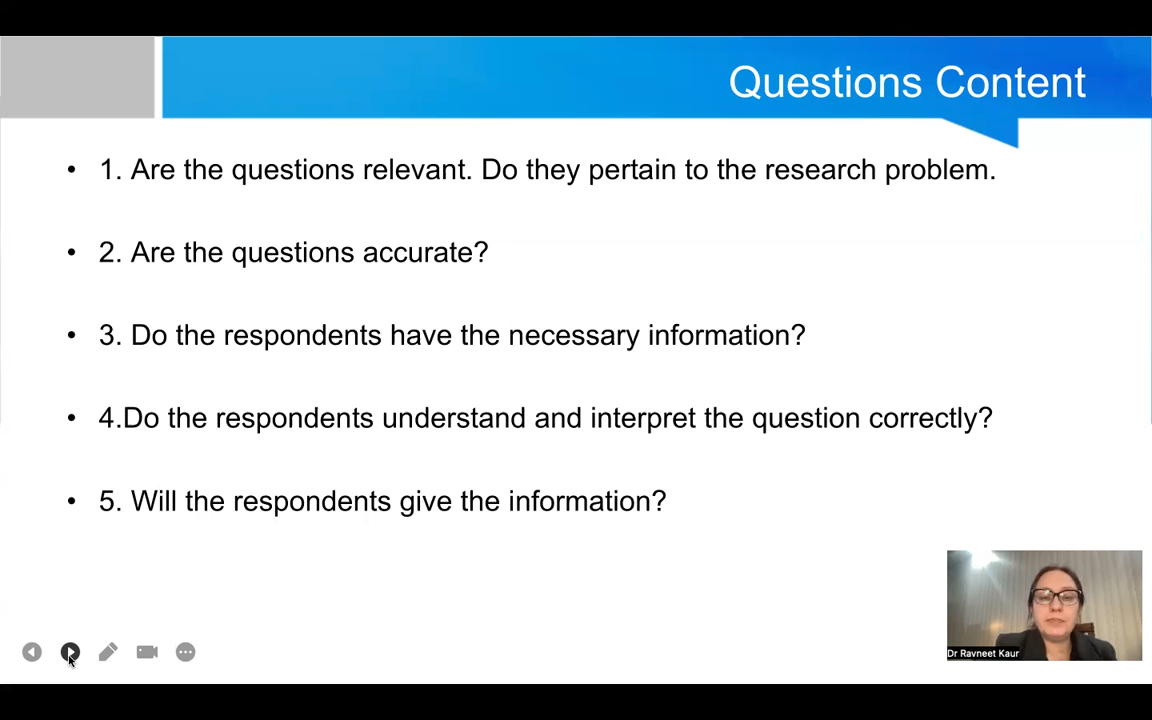 Questions Content
• 1. Are the questions relevant. Do they pertain to the research problem.
• 2. Are the questions accurate?
• 3. Do the respondents have the necessary information?
• 4.Do the respondents understand and interpret the question correctly?
• 5. Will the respondents give the information?
Dr Ravneet Kaur